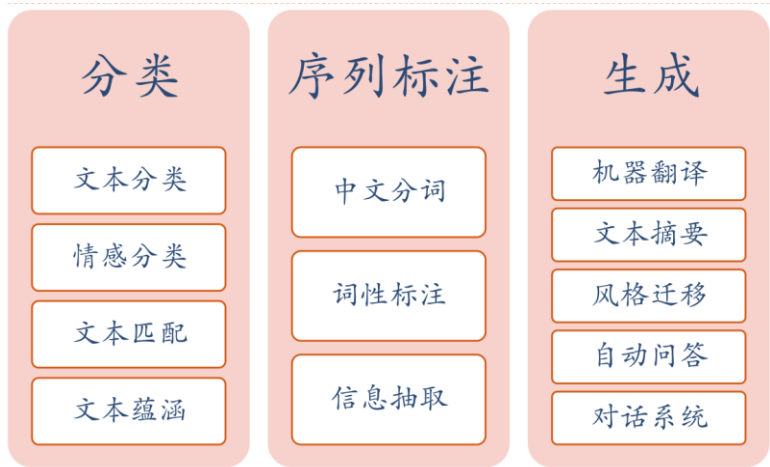 分类
文本分类
情感分类
文本匹配
文本蕴涵
序列标注
中文分词
词性标注
信息抽取
生成
机器翻译
文本摘要
风格迁移
自动问答
对话系统